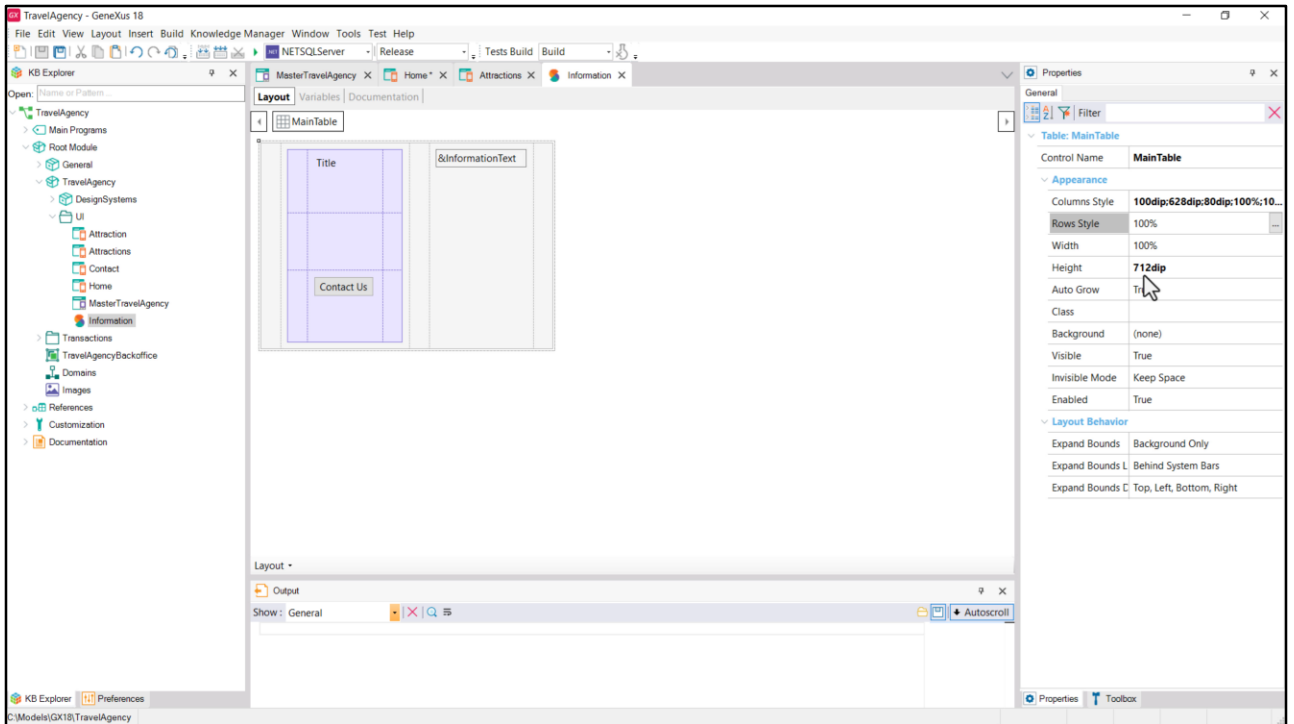 TravelAgency - GeneXus 18
File Edit View Layout Insert Build Knowledge Manager Window Tools Test Help
NETSQLServer Release Tests Build Build
KB Explorer
Open: Name or Pattern ...
TravelAgency
Main Programs
Root Module
General
TravelAgency
DesignSystems
UI
Attraction
Attractions
Contact
Home
MasterTravelAgency
Information
Transactions
TravelAgencyBackoffice
Domains
Images
References
Customization
Documentation
KB Explorer Preferences
MasterTravelAgency X Home* X Attractions X Information X
Layout Variables Documentation
MainTable
Title &InformationText
Contact Us
Layout
Output
Show: General Autoscroll
Properties
General
Filter
Table: MainTable
Control Name MainTable
Appearance
Columns Style 100dip;628dip;80dip;100%;10...
Rows Style 100% ...
Width 100%
Height 712dip
Auto Grow
Class
Background (none)
Visible True
Invisible Mode Keep Space
Enabled True
Layout Behavior
Expand Bounds Background Only
Expand Bounds L Behind System Bars
Expand Bounds D Top, Left, Bottom, Right
Properties Toolbox
C:\Models\GX18\TravelAgency